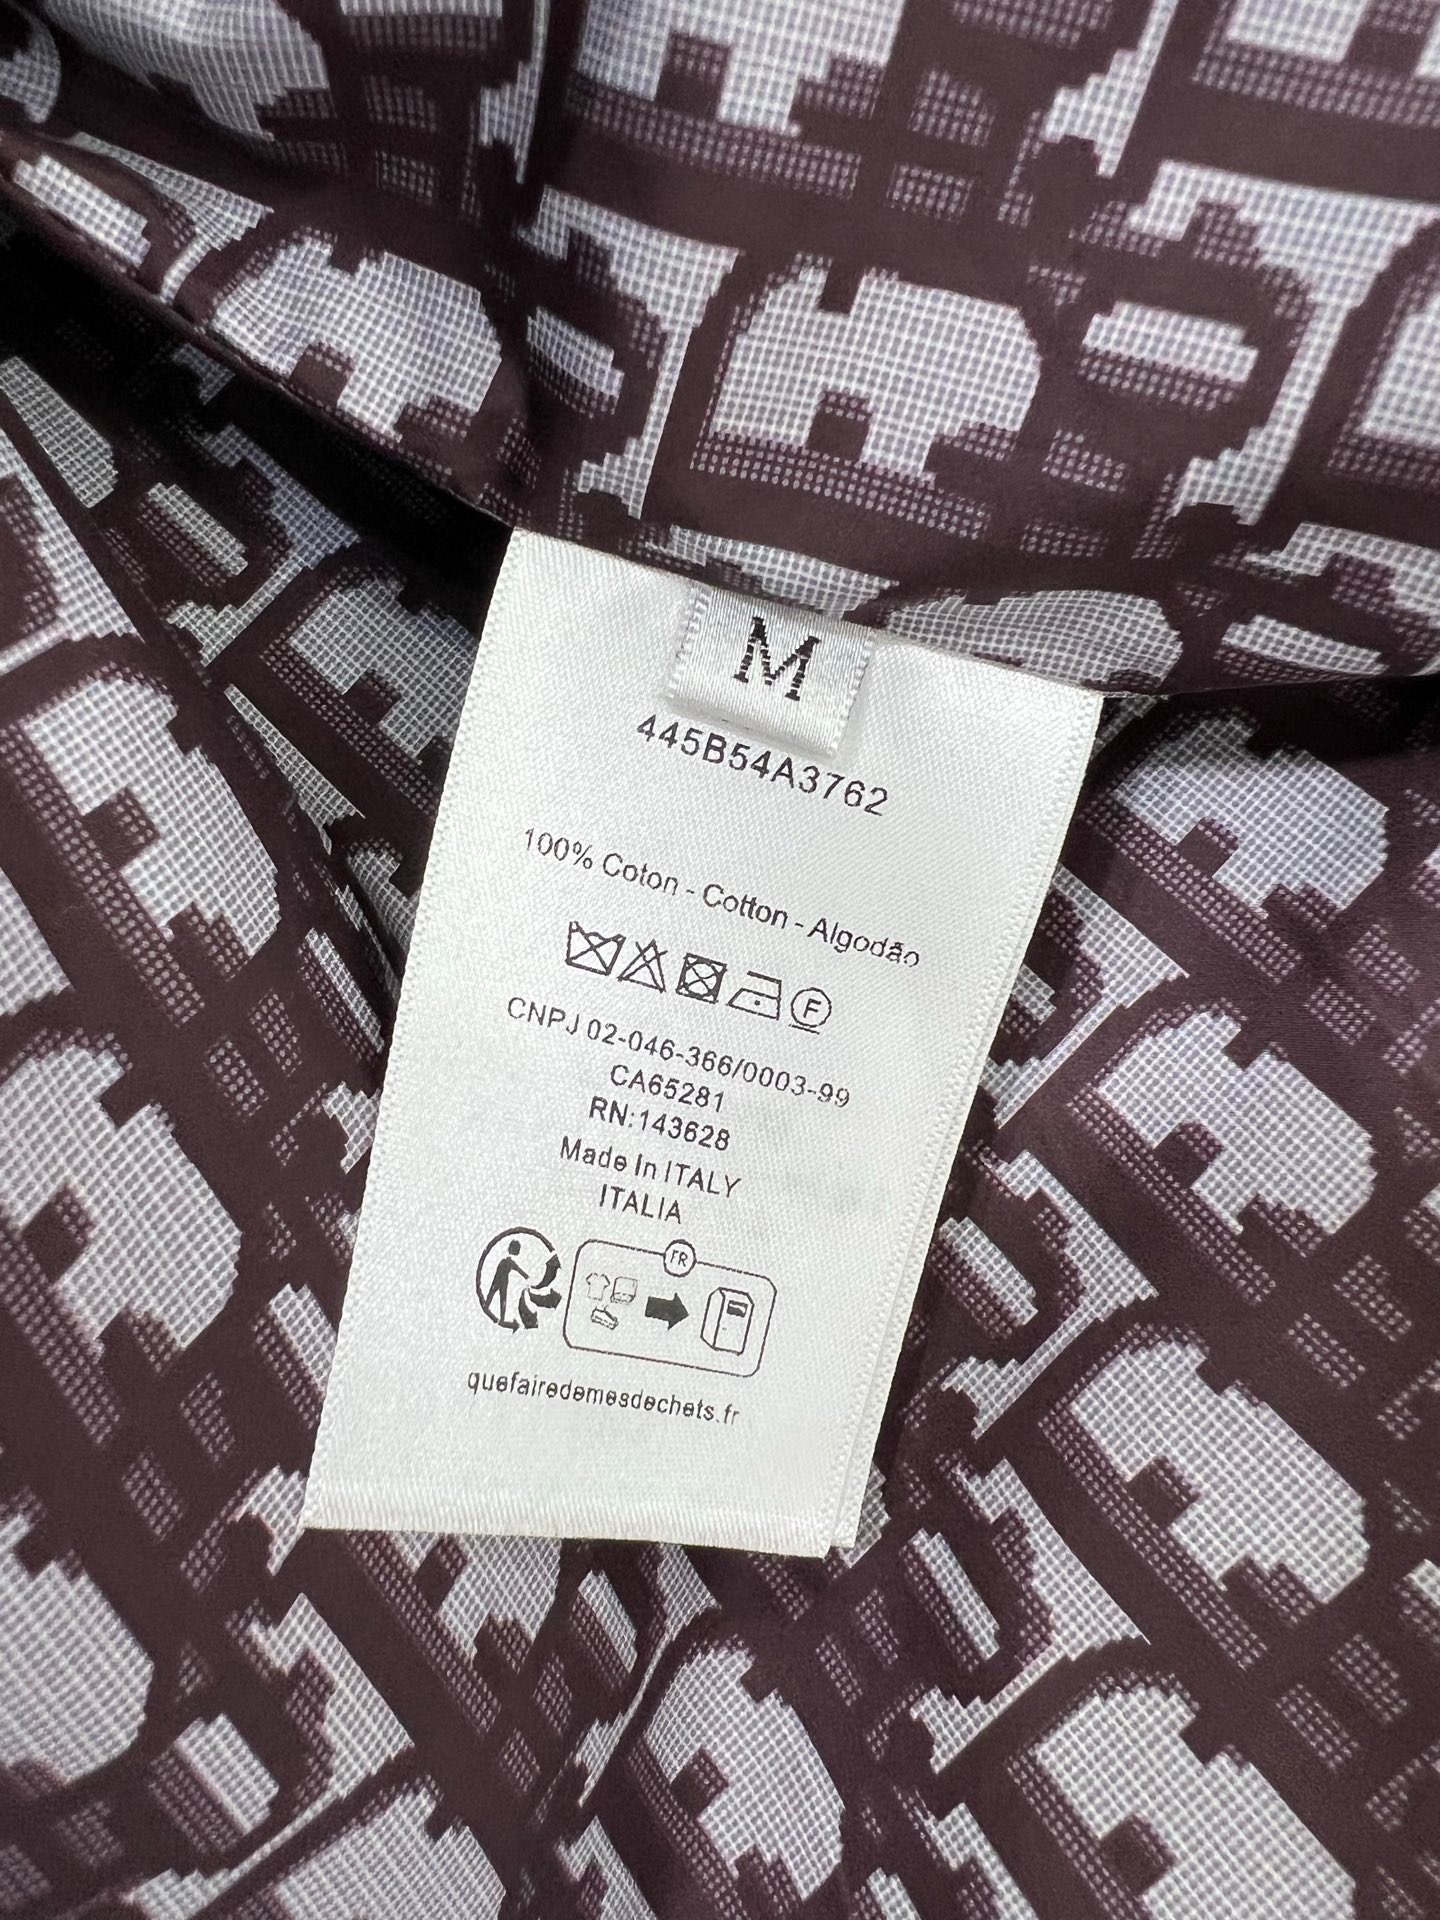 M
445B54A3762
100% Coton - Cotton - Algodão
F
CNPJ 02-046-366/0003-99
CA65281
RN:143628
Made In ITALY
ITALIA
FR
quefairedemesdechets.fr